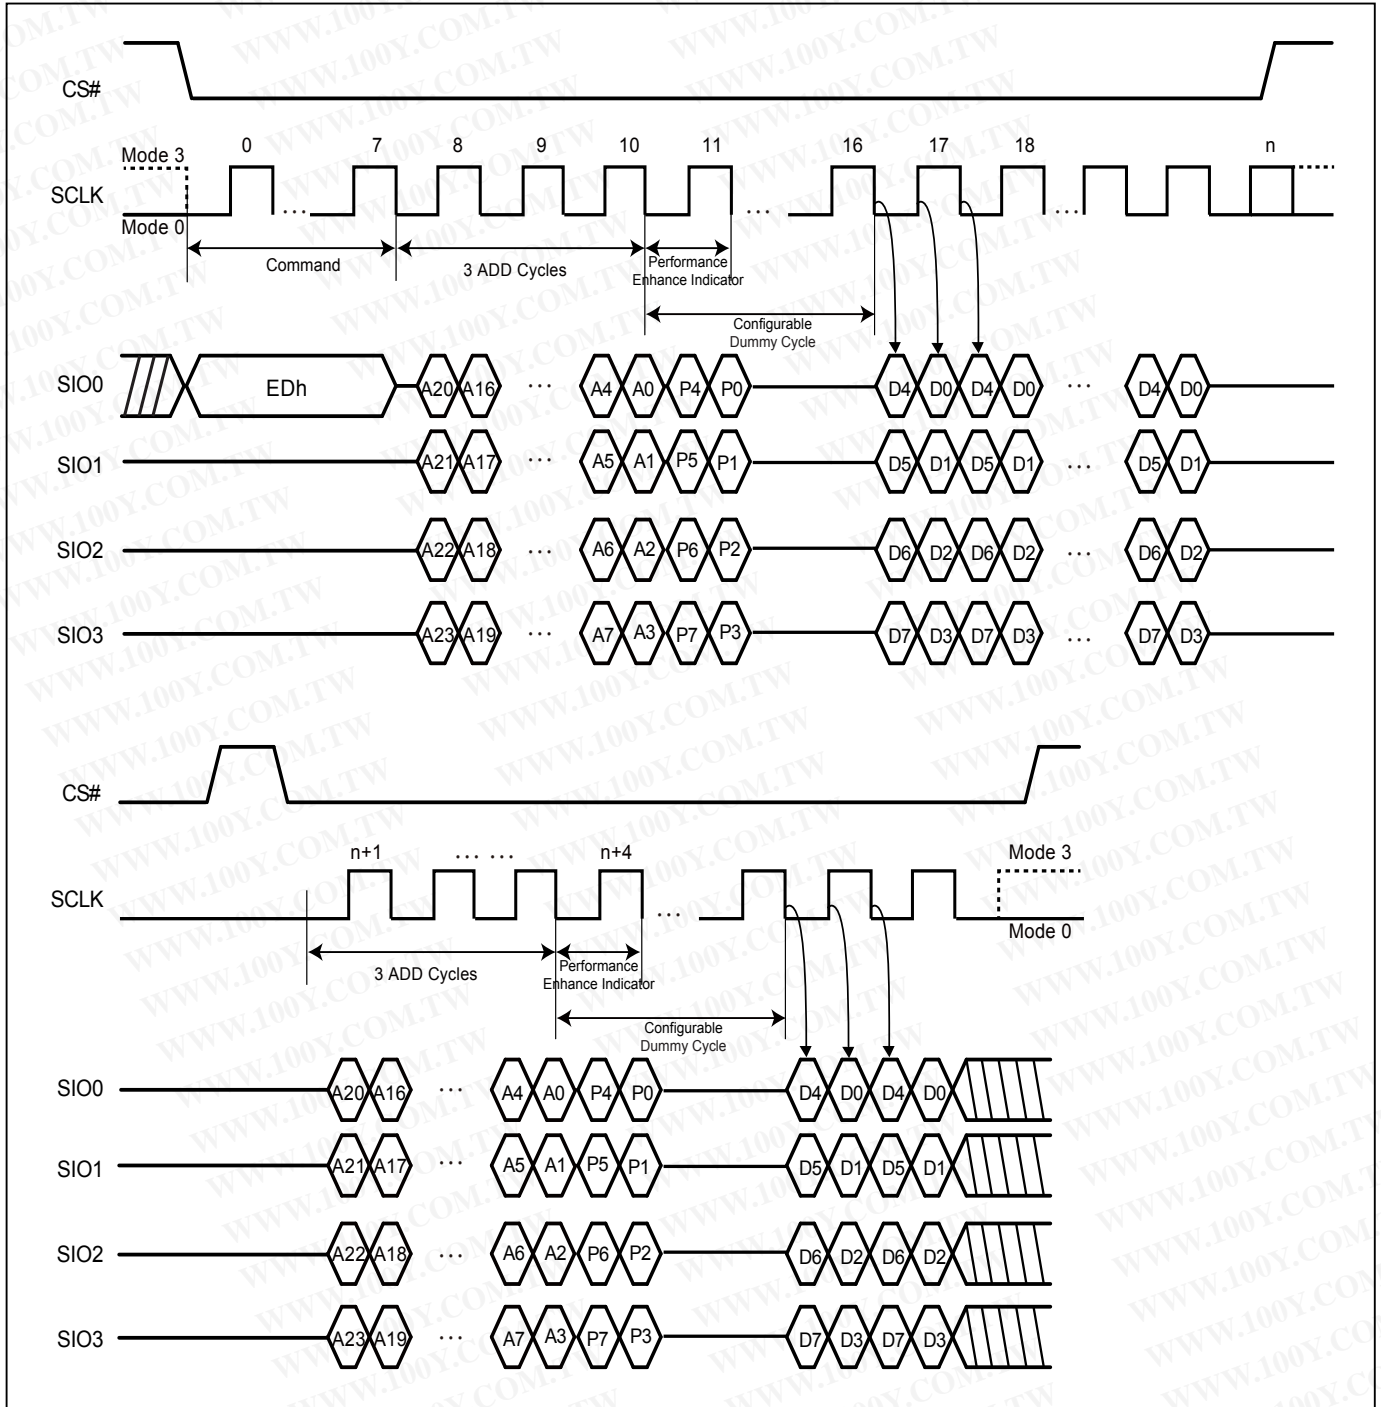 CS#
0 7 8 9 10 11 16 17 18 n
Mode 3
SCLK
... ... ...
Mode 0
Command
3 ADD Cycles
Performance
Enhance Indicator
Configurable
Dummy Cycle
SIO0 EDh A20 A16 ... A4 A0 P4 P0 D4 D0 D4 D0 ... D4 D0
SIO1 A21 A17 ... A5 A1 P5 P1 D5 D1 D5 D1 ... D5 D1
SIO2 A22 A18 ... A6 A2 P6 P2 D6 D2 D6 D2 ... D6 D2
SIO3 A23 A19 ... A7 A3 P7 P3 D7 D3 D7 D3 ... D7 D3
CS#
n+1 ... ... n+4 Mode 3
SCLK
...
Mode 0
3 ADD Cycles
Performance
Enhance Indicator
Configurable
Dummy Cycle
SIO0 A20 A16 ... A4 A0 P4 P0 D4 D0 D4 D0
SIO1 A21 A17 ... A5 A1 P5 P1 D5 D1 D5 D1
SIO2 A22 A18 ... A6 A2 P6 P2 D6 D2 D6 D2
SIO3 A23 A19 ... A7 A3 P7 P3 D7 D3 D7 D3
WWW.100Y.COM.TW